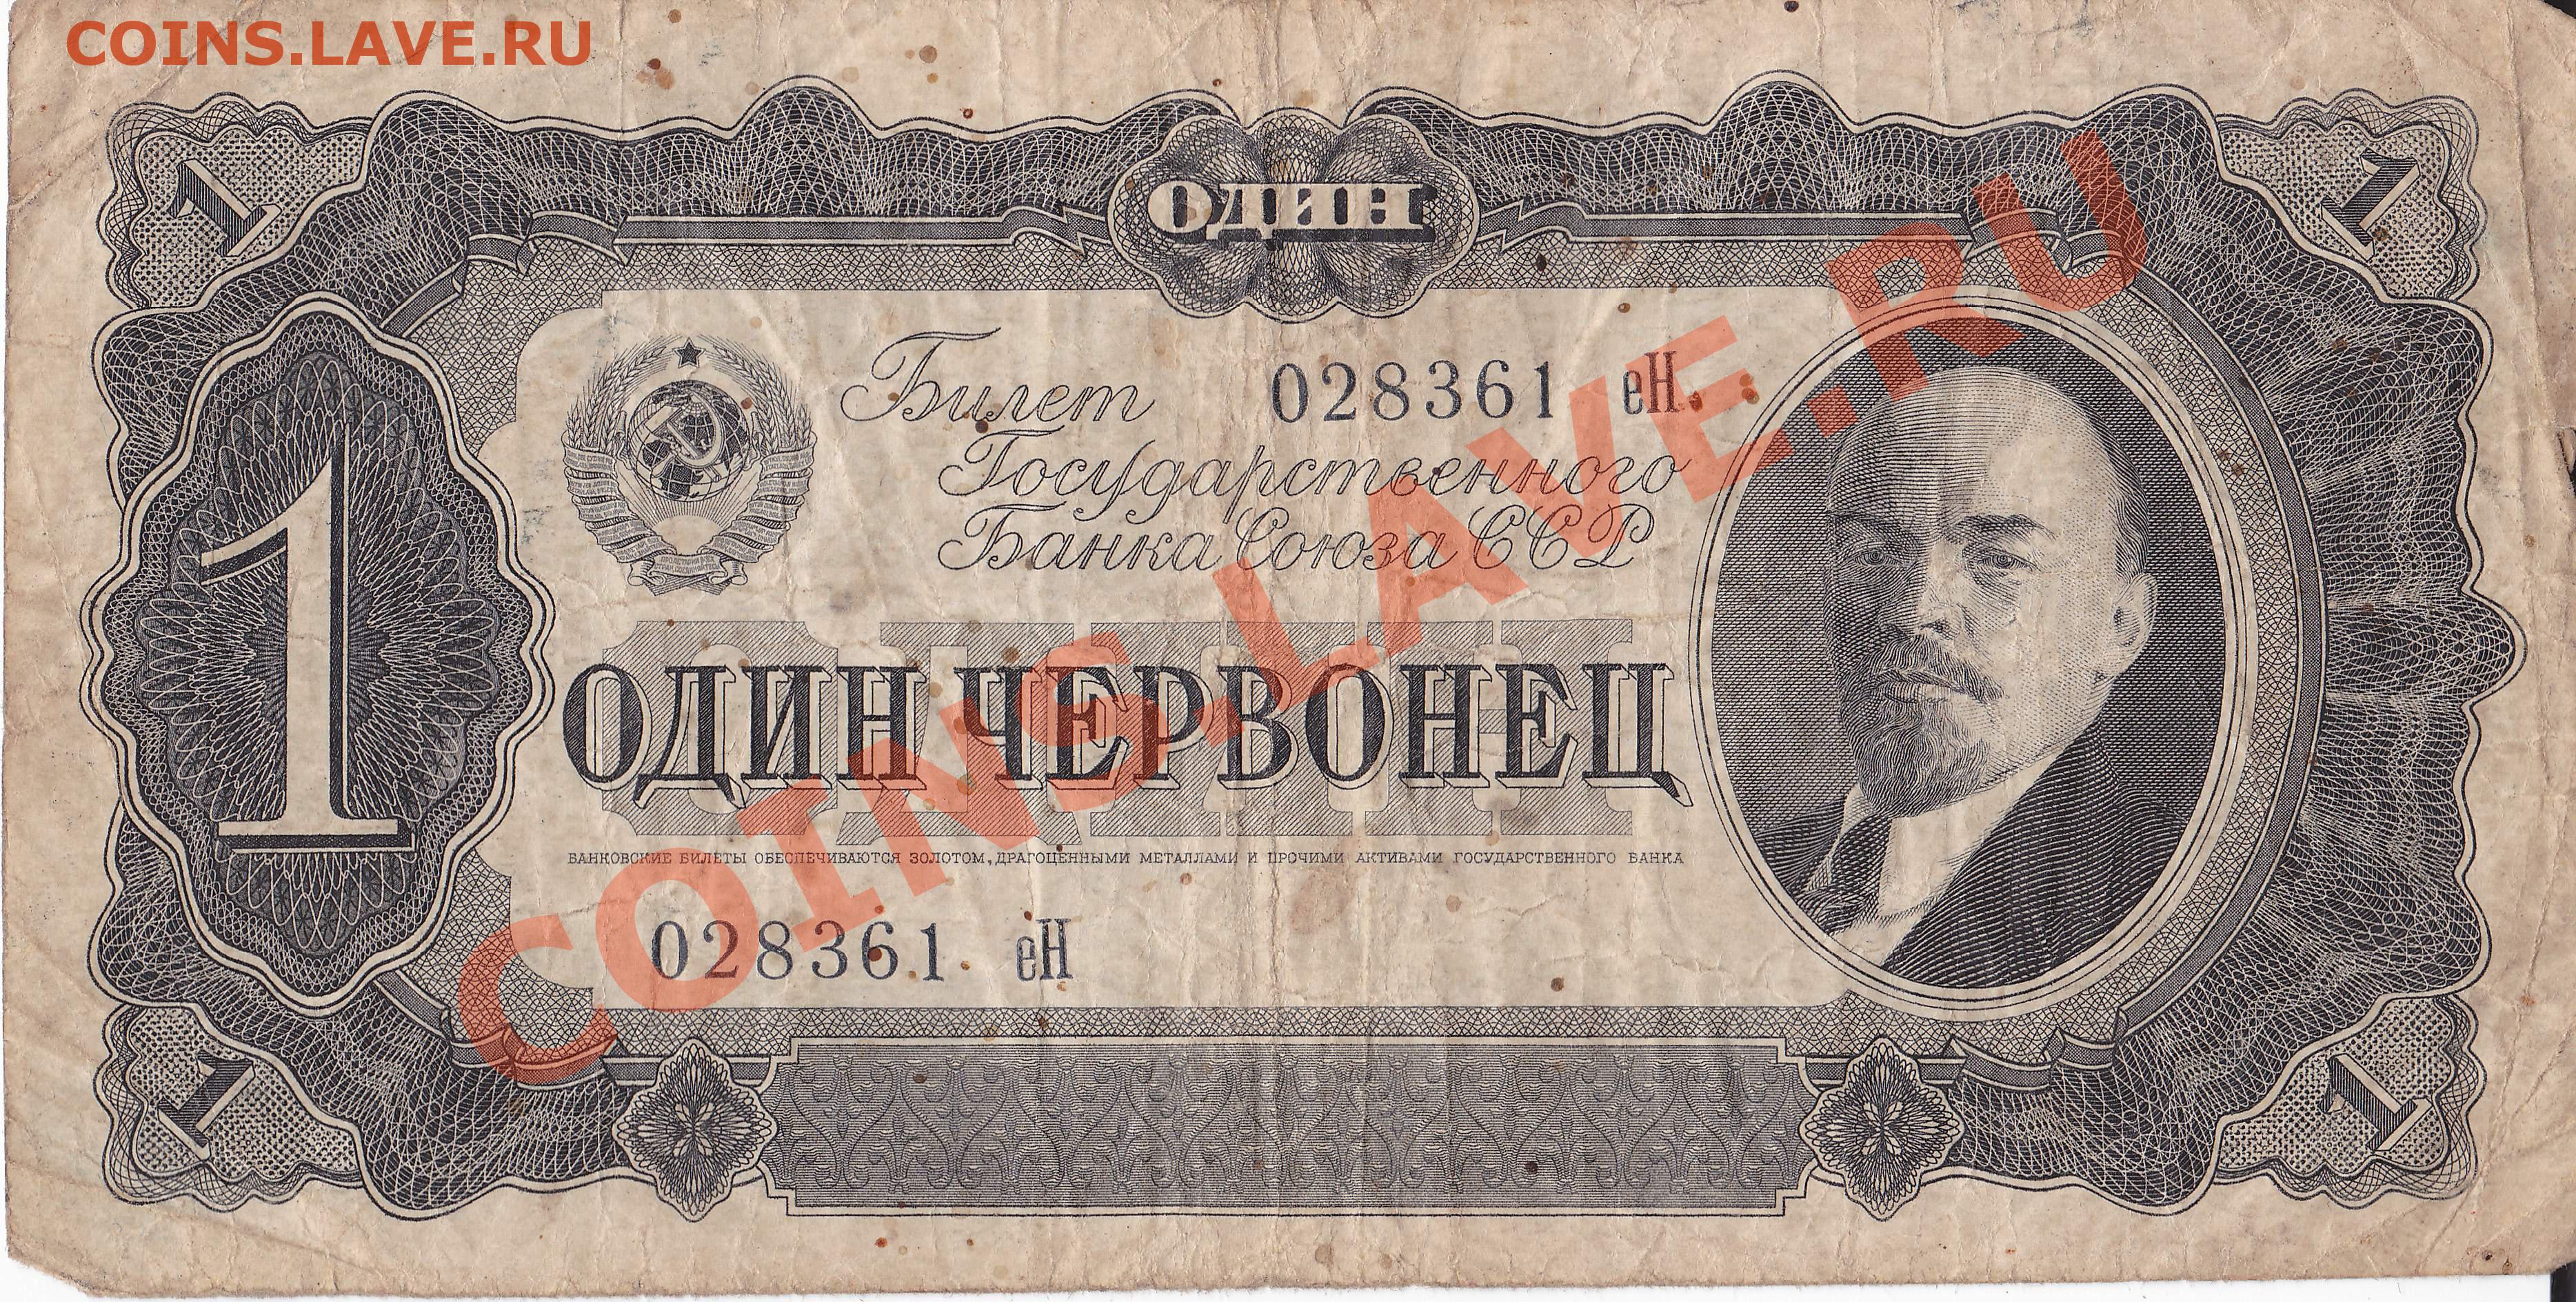 COINS.LAVE.RU
1
ОДИН
1
Билет
028361 еН
Государственного
Банка Союза ССР
1
ОДИН
ОДИН ЧЕРВОНЕЦ
БАНКОВСКИЕ БИЛЕТЫ ОБЕСПЕЧИВАЮТСЯ ЗОЛОТОМ, ДРАГОЦЕННЫМИ МЕТАЛЛАМИ И ПРОЧИМИ АКТИВАМИ ГОСУДАРСТВЕННОГО БАНКА
028361 еН
1
1
COINS.LAVE.RU